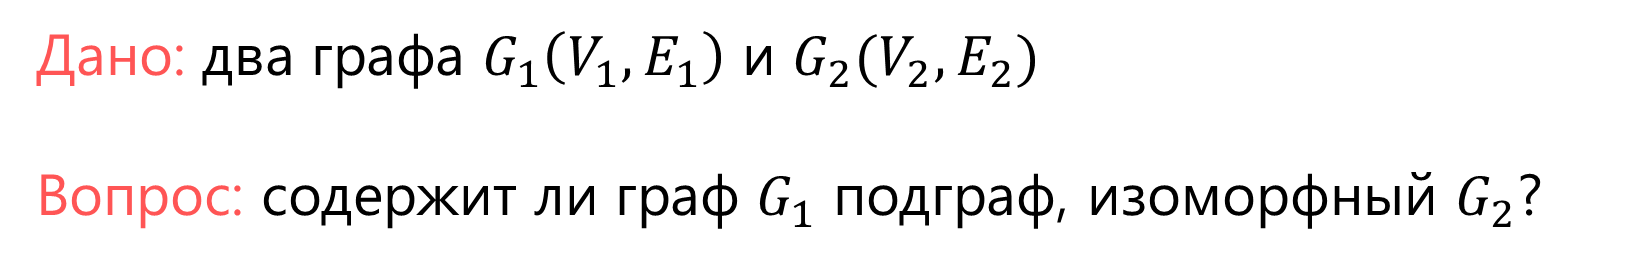 Дано: два графа G₁(V₁, E₁) и G₂(V₂, E₂)
Вопрос: содержит ли граф G₁ подграф, изоморфный G₂?